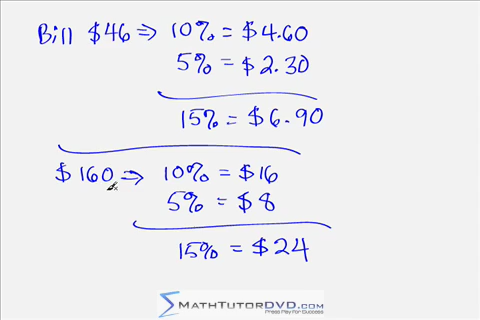 Bill $46 ⇒ 10% = $4.60
5% = $2.30
15% = $6.90
$160 ⇒ 10% = $16
5% = $8
15% = $24
MATHTUTORDVD.COM
Press Play For Success